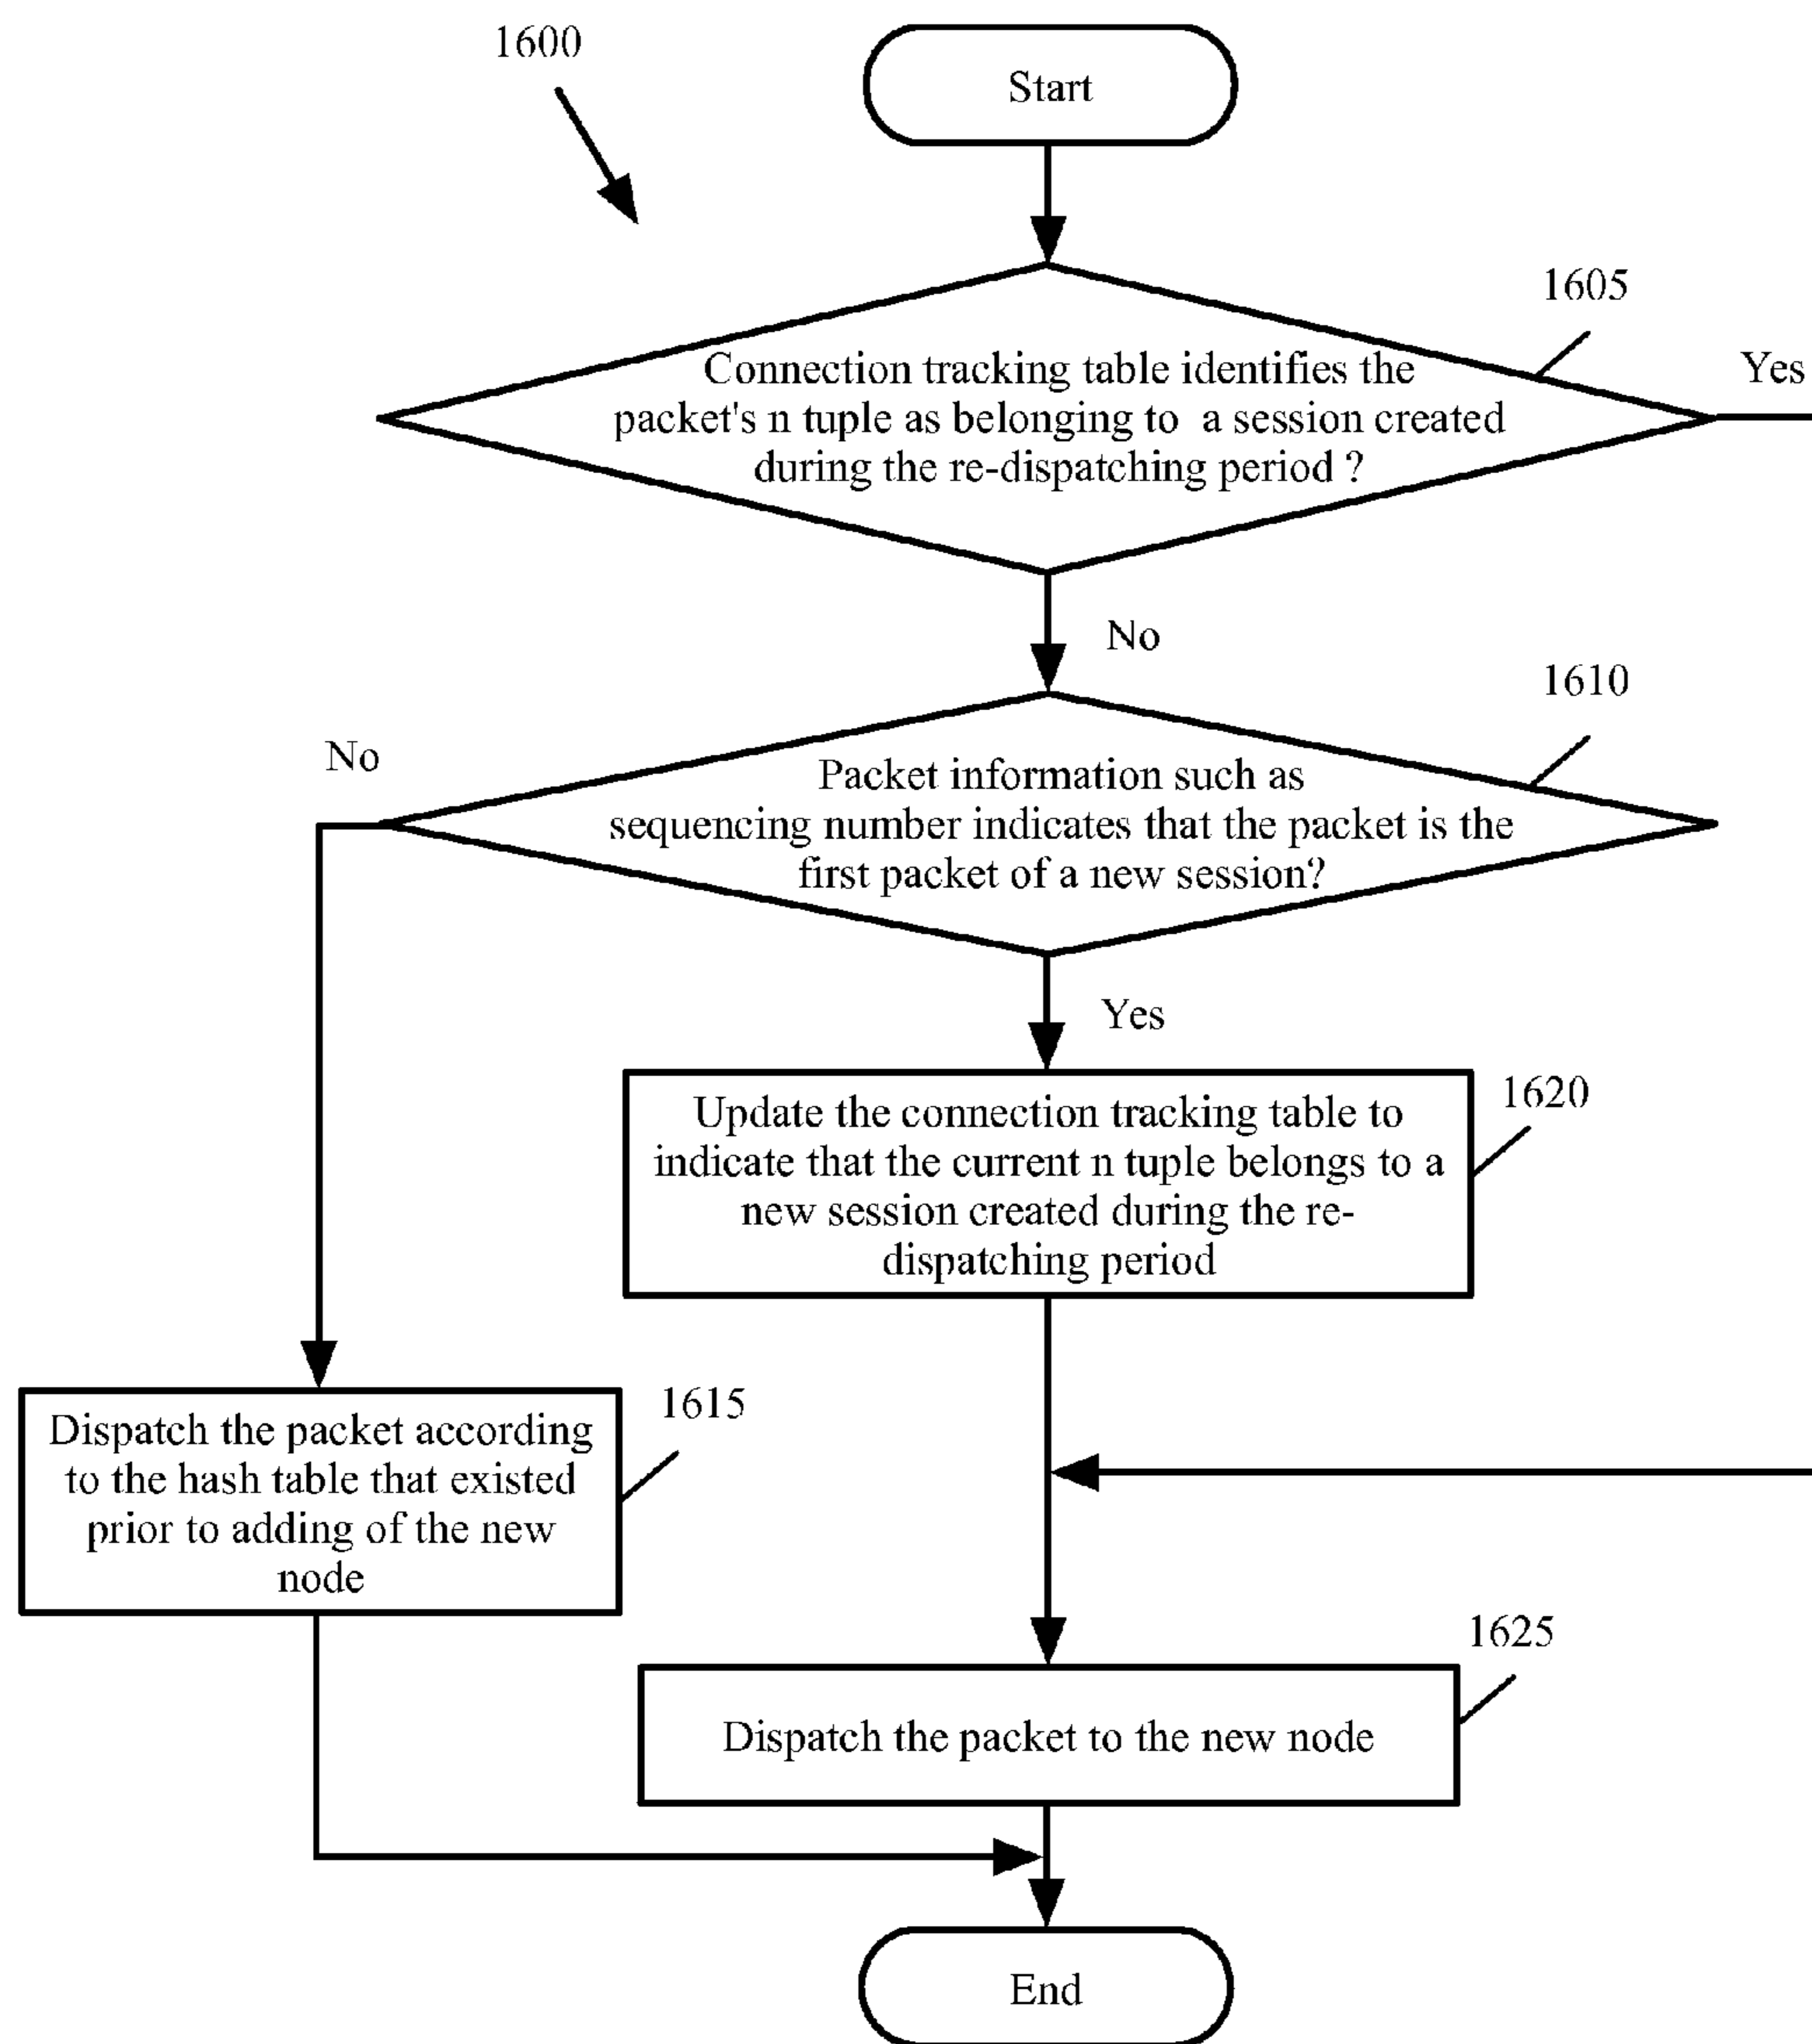 1600
Start
1605
Connection tracking table identifies the
packet's n tuple as belonging to a session created
during the re-dispatching period ?
Yes
No
1610
No
Packet information such as
sequencing number indicates that the packet is the
first packet of a new session?
Yes
1620
Update the connection tracking table to
indicate that the current n tuple belongs to a
new session created during the re-
dispatching period
1615
Dispatch the packet according
to the hash table that existed
prior to adding of the new
node
1625
Dispatch the packet to the new node
End